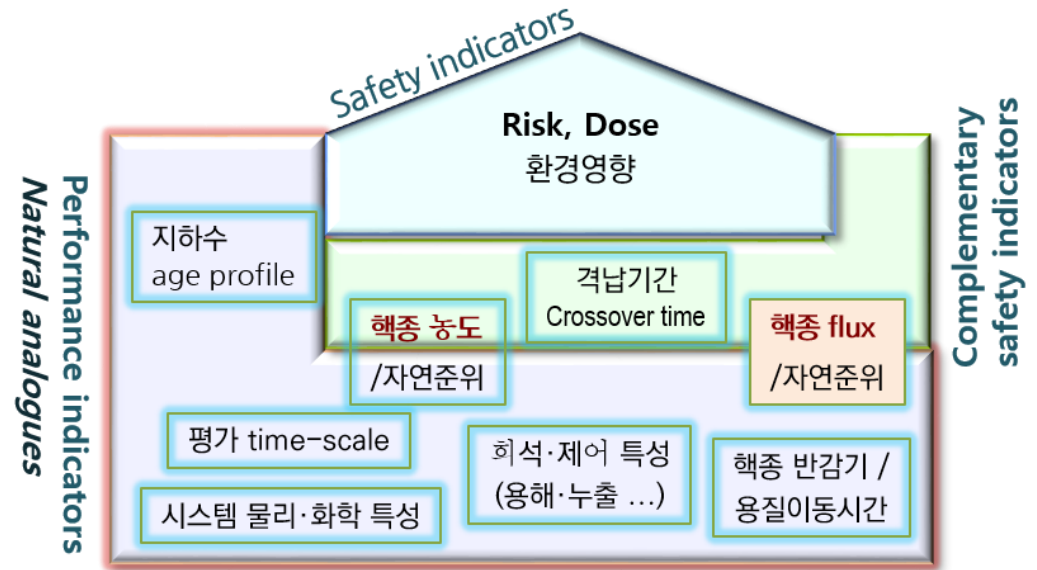 Safety indicators
Risk, Dose
환경영향
Performance indicators
Natural analogues
Complementary
safety indicators
지하수
age profile
격납기간
Crossover time
핵종 농도
/자연준위
핵종 flux
/자연준위
평가 time-scale
희석·제어 특성
(용해·누출 ...)
핵종 반감기 /
용질이동시간
시스템 물리·화학 특성